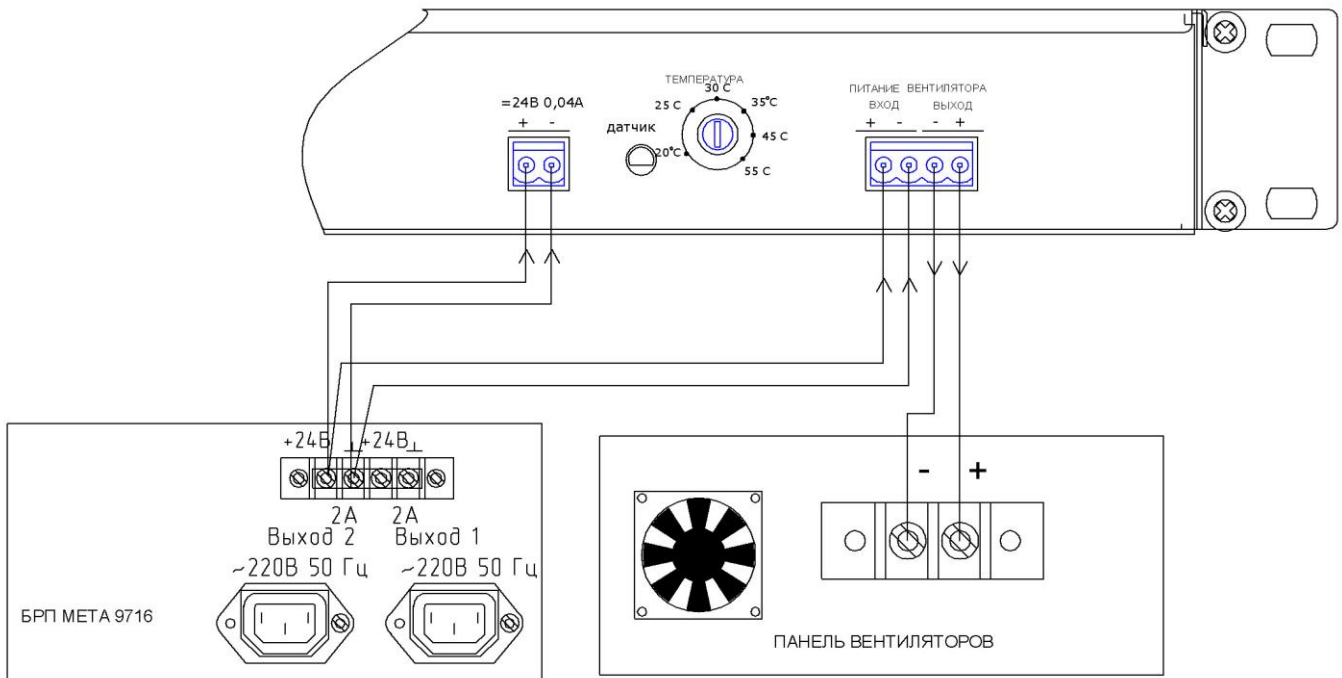 ТЕМПЕРАТУРА
30 С
25 С
35°С
45 С
20°С
55 С
=24В 0,04А
+ -
датчик
ПИТАНИЕ ВЕНТИЛЯТОРА
ВХОД ВЫХОД
+ - - +
+24В ⊥ +24В ⊥
2А 2А
Выход 2 Выход 1
~220В 50 Гц ~220В 50 Гц
БРП МЕТА 9716
- +
ПАНЕЛЬ ВЕНТИЛЯТОРОВ